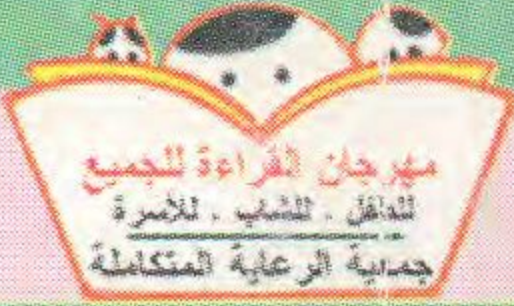 مهرجان القراءة للجميع
للطفل . للشاب . للأسرة
جمعية الرعاية المتكاملة